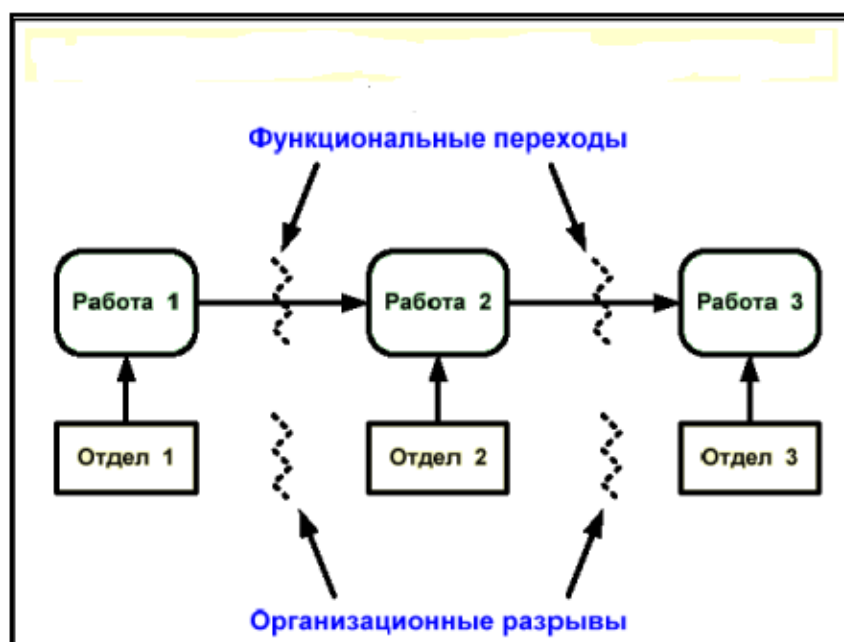 Функциональные переходы
Работа 1
Работа 2
Работа 3
Отдел 1
Отдел 2
Отдел 3
Организационные разрывы